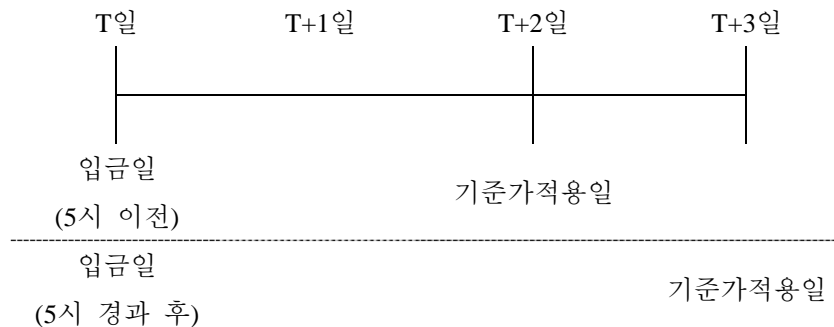 T일 T+1일 T+2일 T+3일
입금일
(5시 이전)
기준가적용일
입금일
(5시 경과 후)
기준가적용일